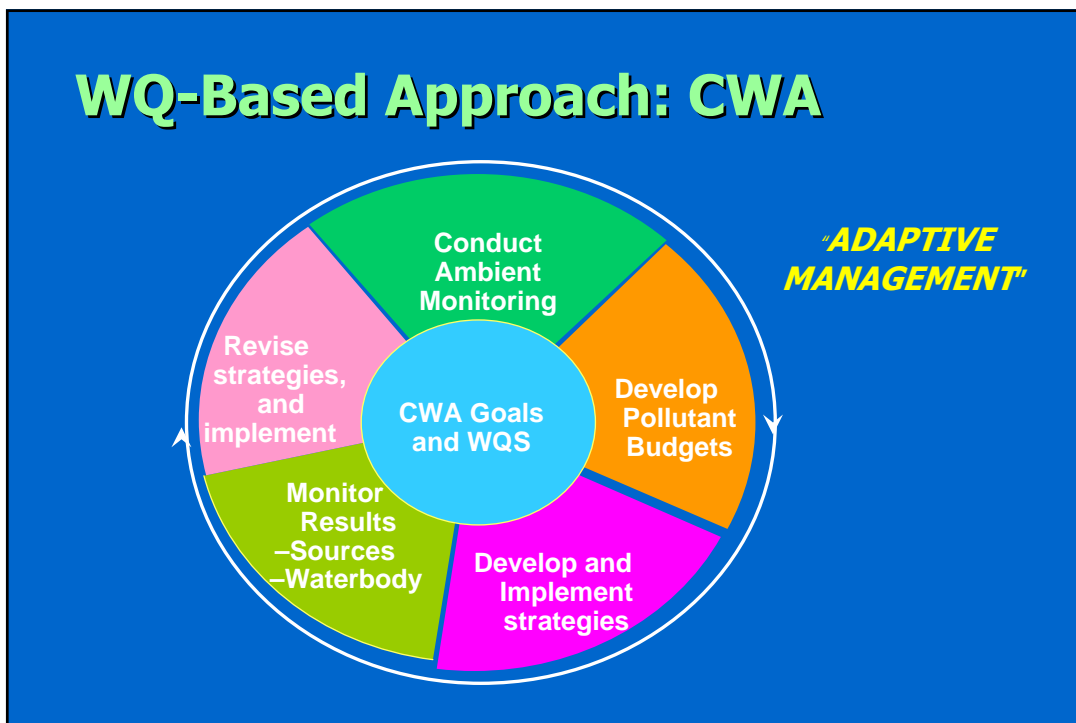 WQ-Based Approach: CWA
“ADAPTIVE
MANAGEMENT”
Conduct
Ambient
Monitoring
Develop
Pollutant
Budgets
Develop and
Implement
strategies
Monitor
Results
–Sources
–Waterbody
Revise
strategies,
and
implement
CWA Goals
and WQS